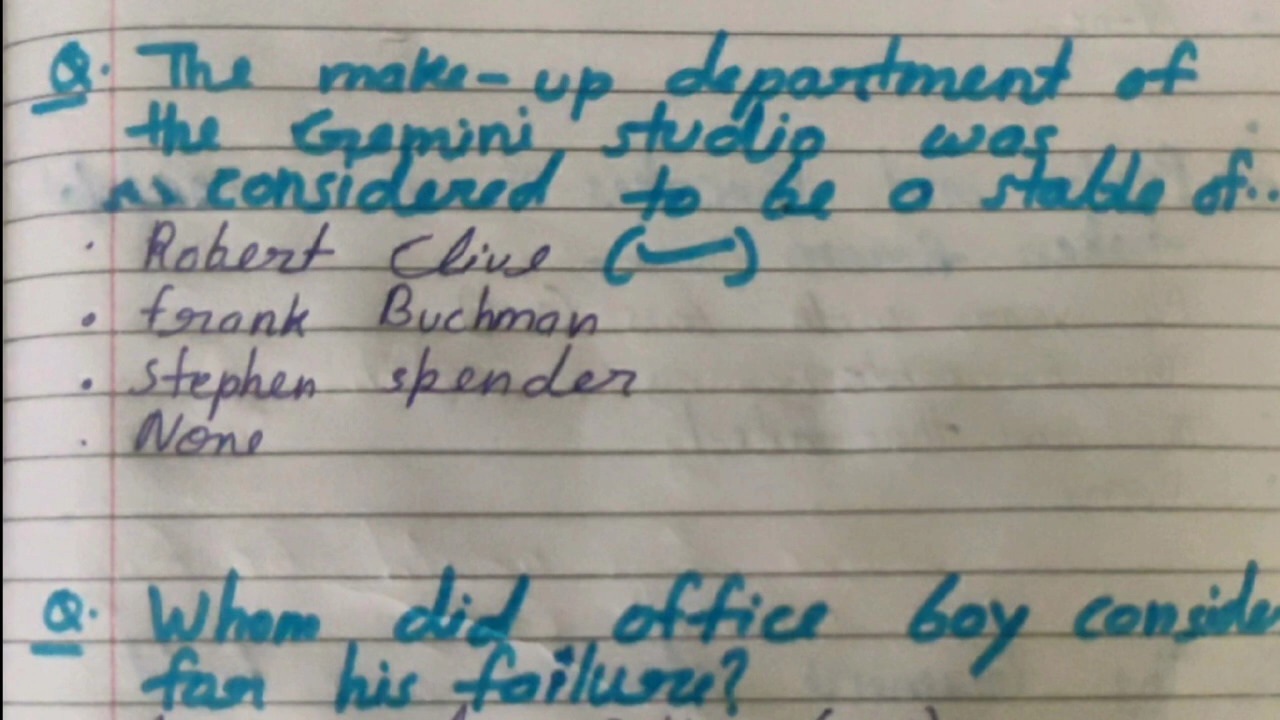 Q. The make-up department of
the Gemini studio was
considered to be a stable of..
. Robert Clive (✓)
. frank Buchman
. stephen spender
. None
Q. Whom did office boy conside
for his failure?